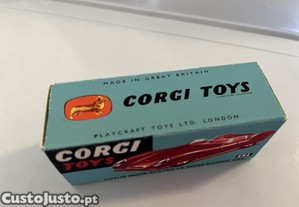 MADE IN GREAT BRITAIN
CORGI TOYS
PLAYCRAFT TOYS LTD. LONDON
CORGI
TOYS
CustoJusto.pt